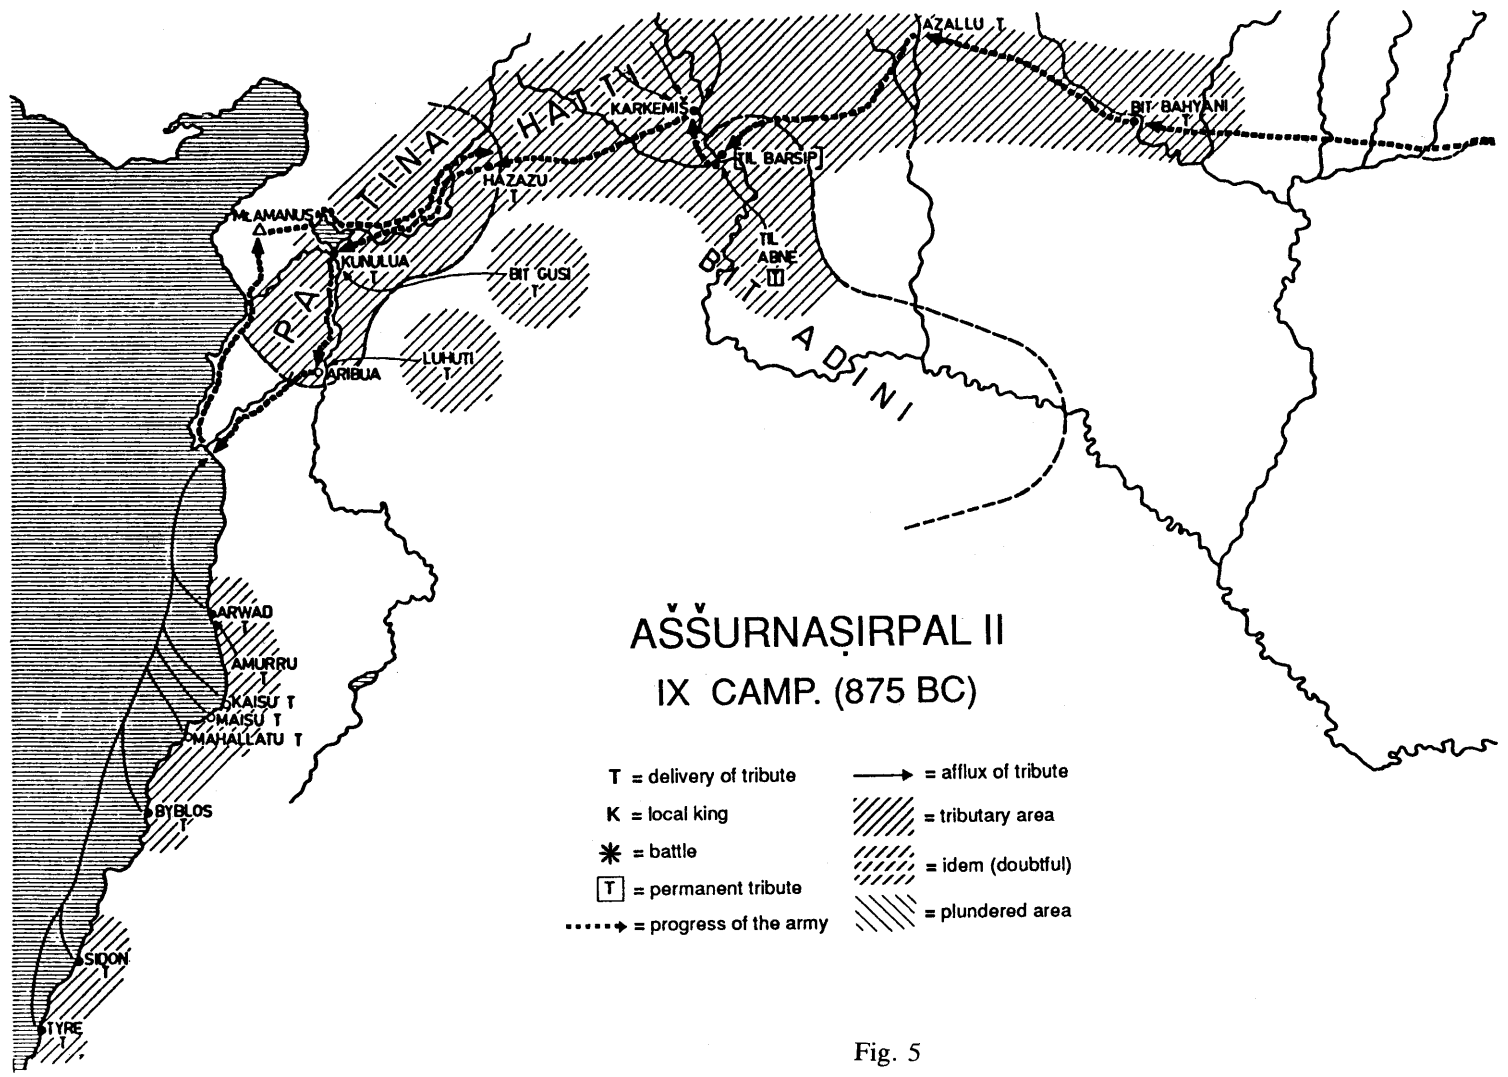 AZALLU T
BIT BAHYANI
T
KARKEMIŠ
HATTU
[TIL BARSIP]
PATINA
HAZAZU
T
Mt.AMANUS
KUNULUA
T
TIL
ABNE
T
BIT GUSI
T
BIT ADINI
LUHUTI
T
ARIBUA
ARWAD
T
AMURRU
T
KAISU T
MAISU T
MAHALLATU T
BYBLOS
T
SIDON
T
TYRE
T
AŠŠURNAṢIRPAL II
IX CAMP. (875 BC)
T = delivery of tribute
K = local king
= battle
T = permanent tribute
= progress of the army
= afflux of tribute
= tributary area
= idem (doubtful)
= plundered area
Fig. 5